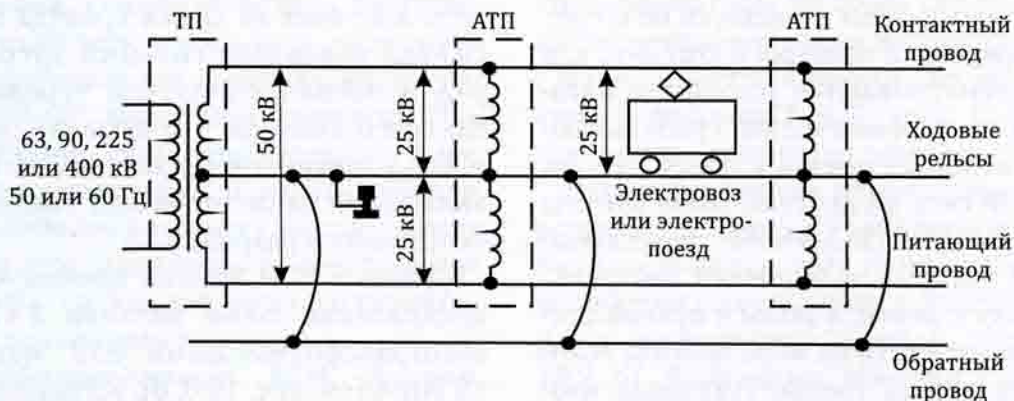 ТП
АТП
АТП
Контактный
провод
63, 90, 225
или 400 кВ
50 или 60 Гц
50 кВ
25 кВ
25 кВ
25 кВ
Электровоз
или электро-
поезд
Ходовые
рельсы
Питающий
провод
Обратный
провод